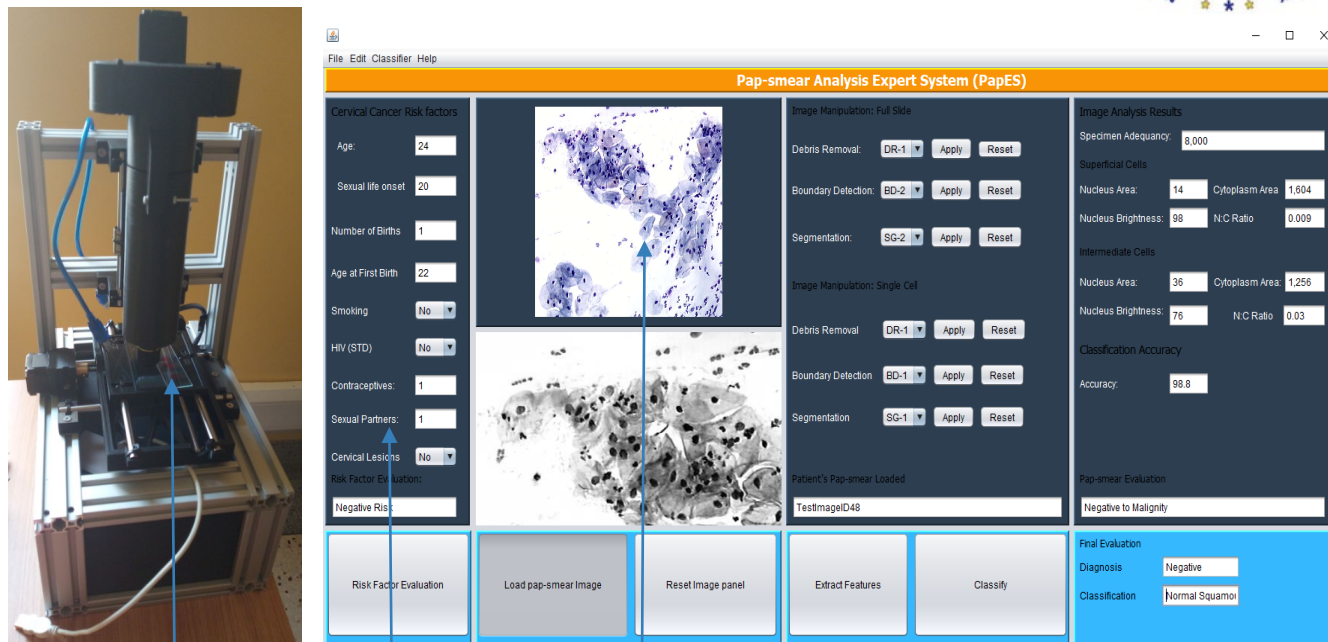 File Edit Classifier Help
Pap-smear Analysis Expert System (PapES)
Cervical Cancer Risk factors
Age: 24
Sexual life onset 20
Number of Births 1
Age at First Birth 22
Smoking No
HIV (STD) No
Contraceptives: 1
Sexual Partners: 1
Cervical Lesions No
Risk Factor Evaluation:
Negative Risk
Image Manipulation: Full Slide
Debris Removal: DR-1 Apply Reset
Boundary Detection: BD-2 Apply Reset
Segmentation: SG-2 Apply Reset
Image Manipulation: Single Cell
Debris Removal DR-1 Apply Reset
Boundary Detection BD-1 Apply Reset
Segmentation SG-1 Apply Reset
Patient's Pap-smear Loaded
TestImageID48
Image Analysis Results
Specimen Adequancy: 8,000
Superficial Cells
Nucleus Area: 14 Cytoplasm Area 1,604
Nucleus Brightness: 98 N:C Ratio 0.009
Intermediate Cells
Nucleus Area: 36 Cytoplasm Area: 1,256
Nucleus Brightness: 76 N:C Ratio 0.03
Classification Accuracy
Accuracy: 98.8
Pap-smear Evaluation
Negative to Malignity
Risk Factor Evaluation
Load pap-smear Image
Reset Image panel
Extract Features
Classify
Final Evaluation
Diagnosis Negative
Classification Normal Squamou